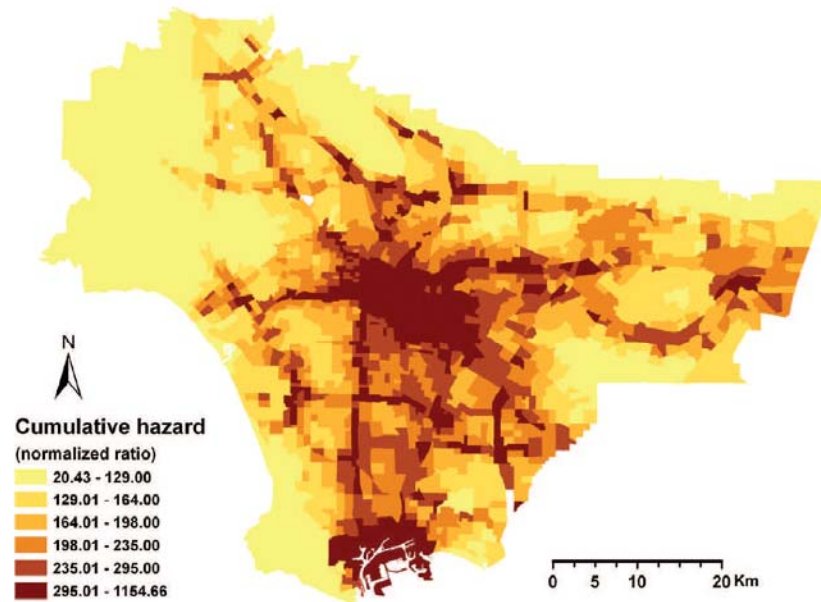 N
Cumulative hazard
(normalized ratio)
20.43 - 129.00
129.01 - 164.00
164.01 - 198.00
198.01 - 235.00
235.01 - 295.00
295.01 - 1154.66
0 5 10 20 Km